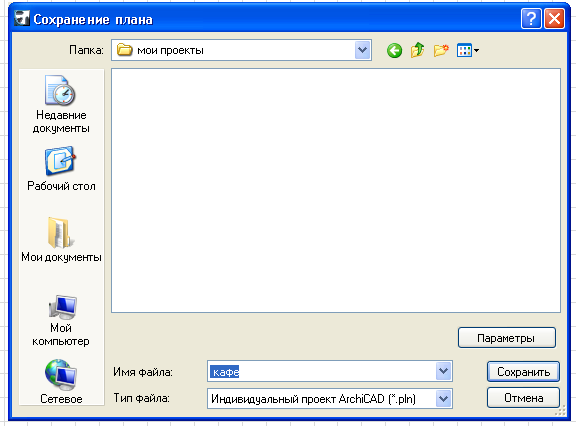 Сохранение плана
Папка: мои проекты
Недавние
документы
Рабочий стол
Мои документы
Мой
компьютер
Сетевое
Параметры
Имя файла: кафе Сохранить
Тип файла: Индивидуальный проект ArchiCAD (*.pln) Отмена